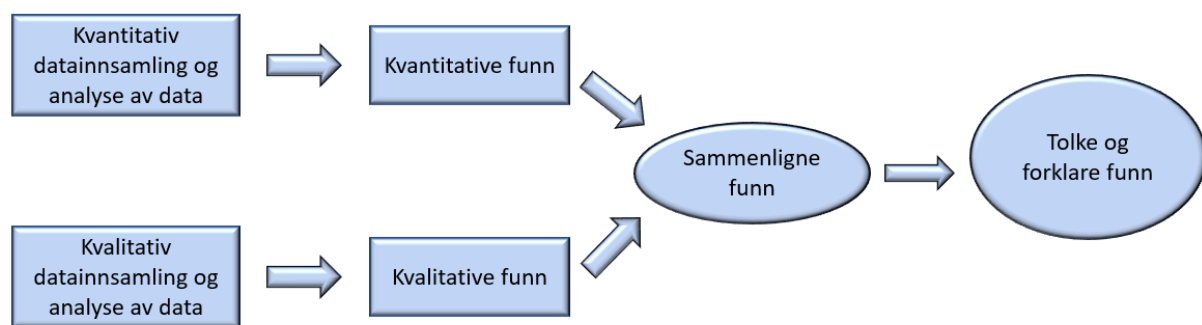 Kvantitativ
datainnsamling og
analyse av data
Kvantitative funn
Kvalitativ
datainnsamling og
analyse av data
Kvalitative funn
Sammenligne
funn
Tolke og
forklare funn